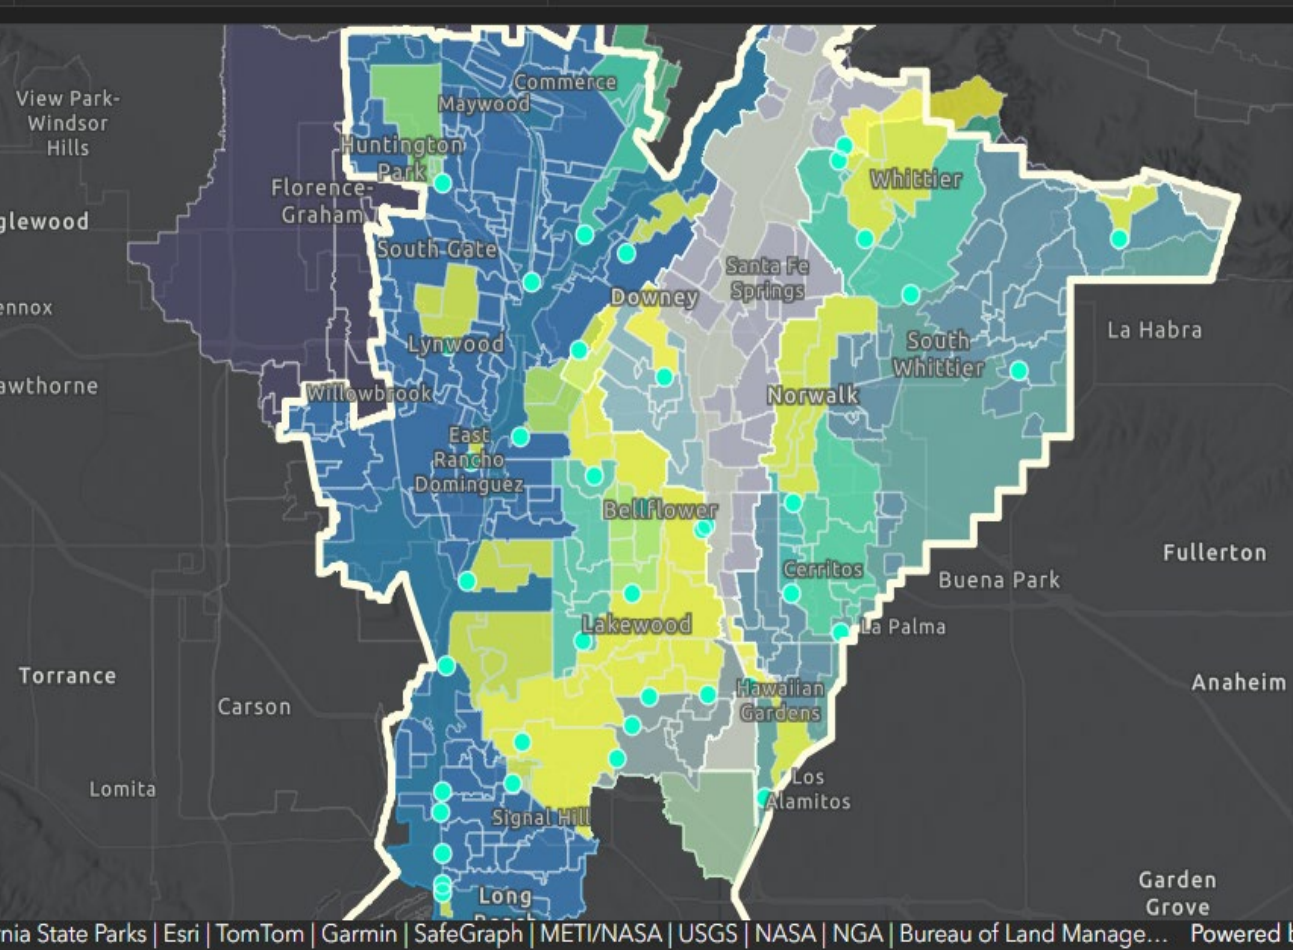 View Park-
Windsor
Hills
Commerce
Maywood
Huntington
Park
Florence-
Graham
glewood
Whittier
South Gate
Santa Fe
Springs
Downey
ennox
La Habra
Lynwood
South
Whittier
awthorne
Willowbrook
Norwalk
East
Rancho
Dominguez
Bellflower
Fullerton
Cerritos
Buena Park
Lakewood
La Palma
Torrance
Anaheim
Carson
Hawaiian
Gardens
Lomita
Los
Alamitos
Signal Hill
Long
Beach
Garden
Grove
rnia State Parks | Esri | TomTom | Garmin | SafeGraph | METI/NASA | USGS | NASA | NGA | Bureau of Land Manage... Powered b